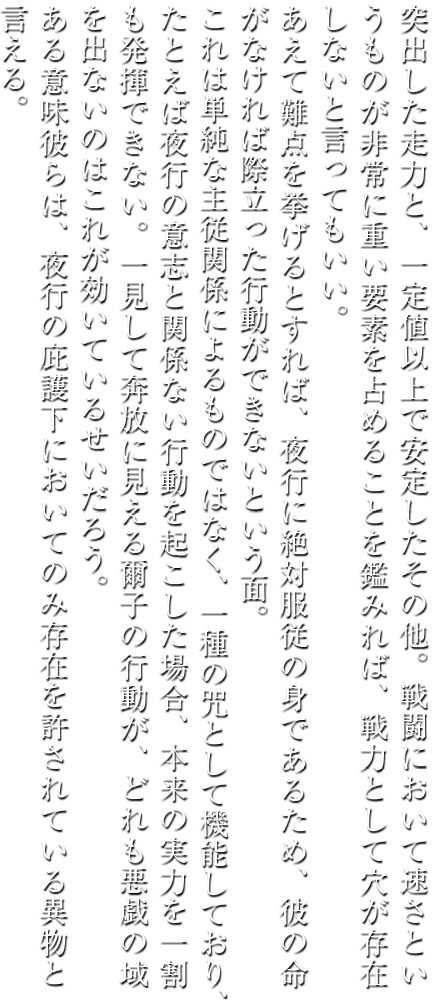 突出した走力と、一定値以上で安定したその他。戦闘において速さとい
うものが非常に重い要素を占めることを鑑みれば、戦力として穴が存在
しないと言ってもいい。
あえて難点を挙げるとすれば、夜行に絶対服従の身であるため、彼の命
がなければ際立った行動ができないという面。
これは単純な主従関係によるものではなく、一種の咒として機能しており、
たとえば夜行の意志と関係ない行動を起こした場合、本来の実力を一割
も発揮できない。一見して奔放に見える爾子の行動が、どれも悪戯の域
を出ないのはこれが効いているせいだろう。
ある意味彼らは、夜行の庇護下においてのみ存在を許されている異物と
言える。